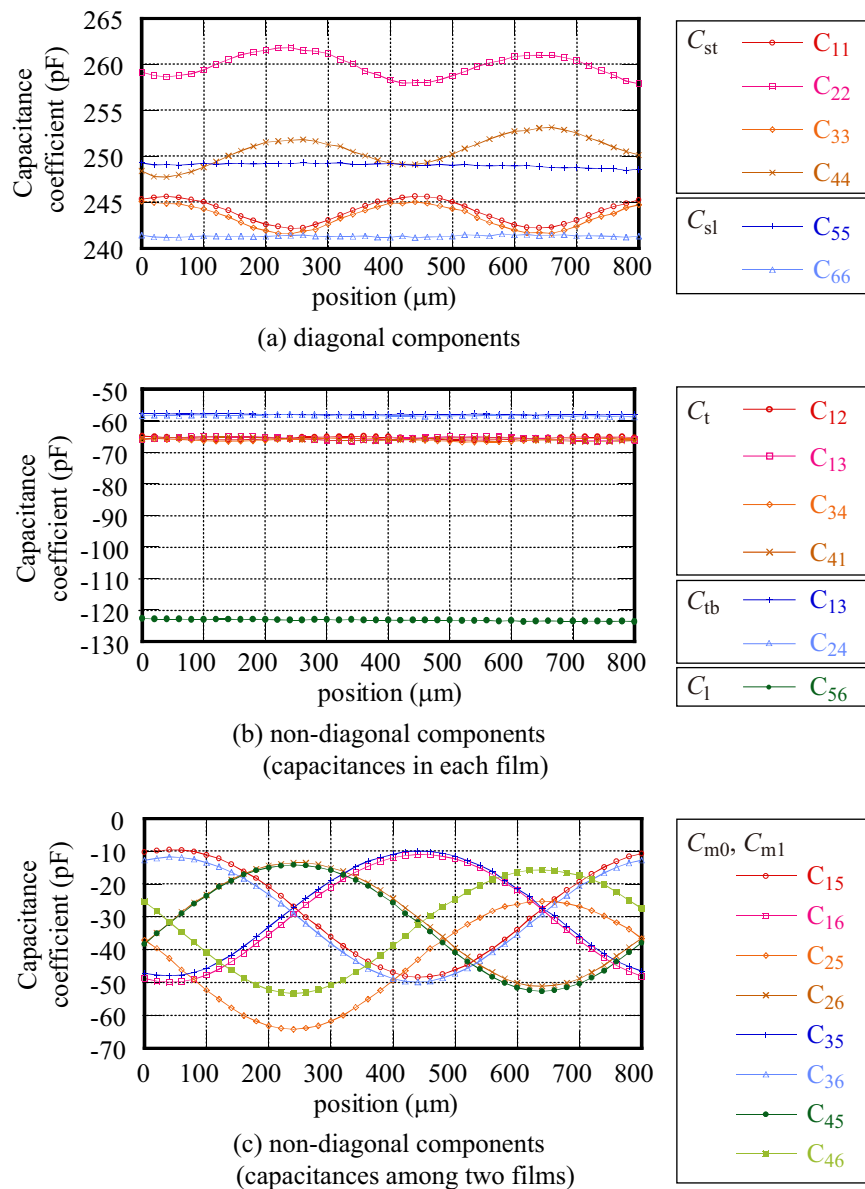 265
260
255
250
245
240
Capacitance
coefficient (pF)
0 100 200 300 400 500 600 700 800
position (μm)
(a) diagonal components
Cst
C11
C22
C33
C44
Csl
C55
C66
-50
-60
-70
-80
-90
-100
-110
-120
-130
Capacitance
coefficient (pF)
0 100 200 300 400 500 600 700 800
position (μm)
(b) non-diagonal components
(capacitances in each film)
Ct
C12
C13
C34
C41
Ctb
C13
C24
Cl
C56
0
-10
-20
-30
-40
-50
-60
-70
Capacitance
coefficient (pF)
0 100 200 300 400 500 600 700 800
position (μm)
(c) non-diagonal components
(capacitances among two films)
Cm0, Cm1
C15
C16
C25
C26
C35
C36
C45
C46